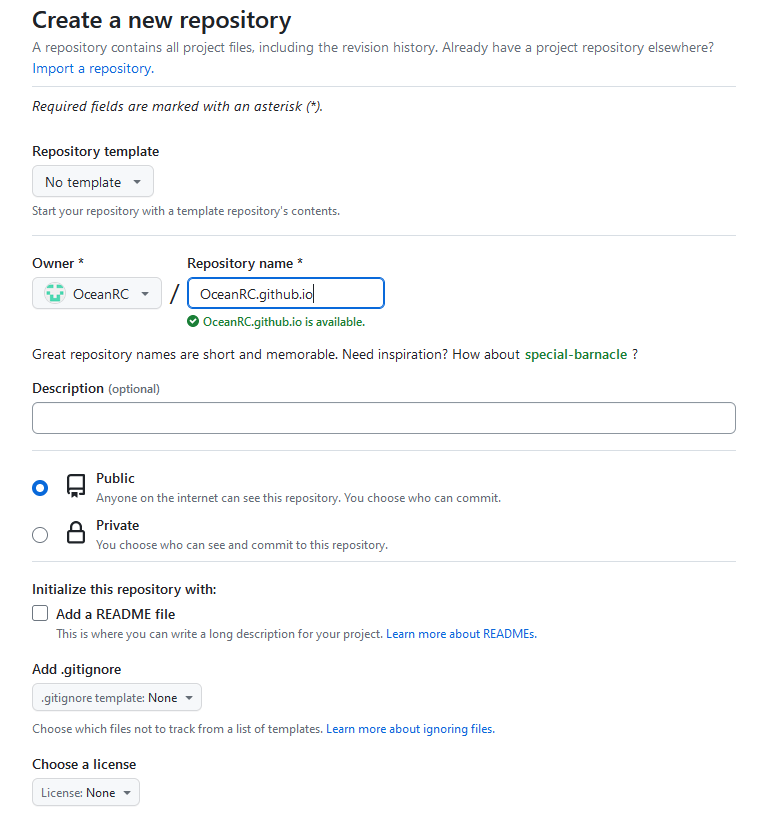 Create a new repository
A repository contains all project files, including the revision history. Already have a project repository elsewhere?
Import a repository.
Required fields are marked with an asterisk (*).
Repository template
No template
Start your repository with a template repository's contents.
Owner * Repository name *
OceanRC / OceanRC.github.io
OceanRC.github.io is available.
Great repository names are short and memorable. Need inspiration? How about special-barnacle ?
Description (optional)
Public
Anyone on the internet can see this repository. You choose who can commit.
Private
You choose who can see and commit to this repository.
Initialize this repository with:
Add a README file
This is where you can write a long description for your project. Learn more about READMEs.
Add .gitignore
.gitignore template: None
Choose which files not to track from a list of templates. Learn more about ignoring files.
Choose a license
License: None